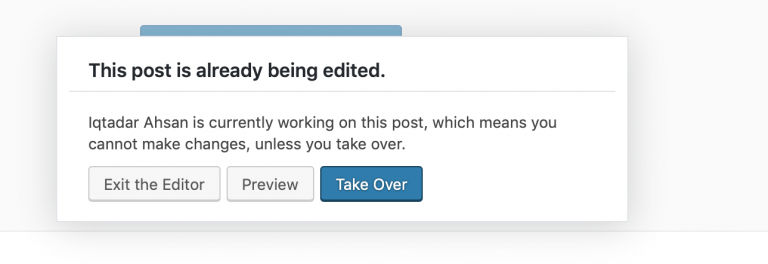 This post is already being edited.
Iqtadar Ahsan is currently working on this post, which means you
cannot make changes, unless you take over.
Exit the Editor Preview Take Over